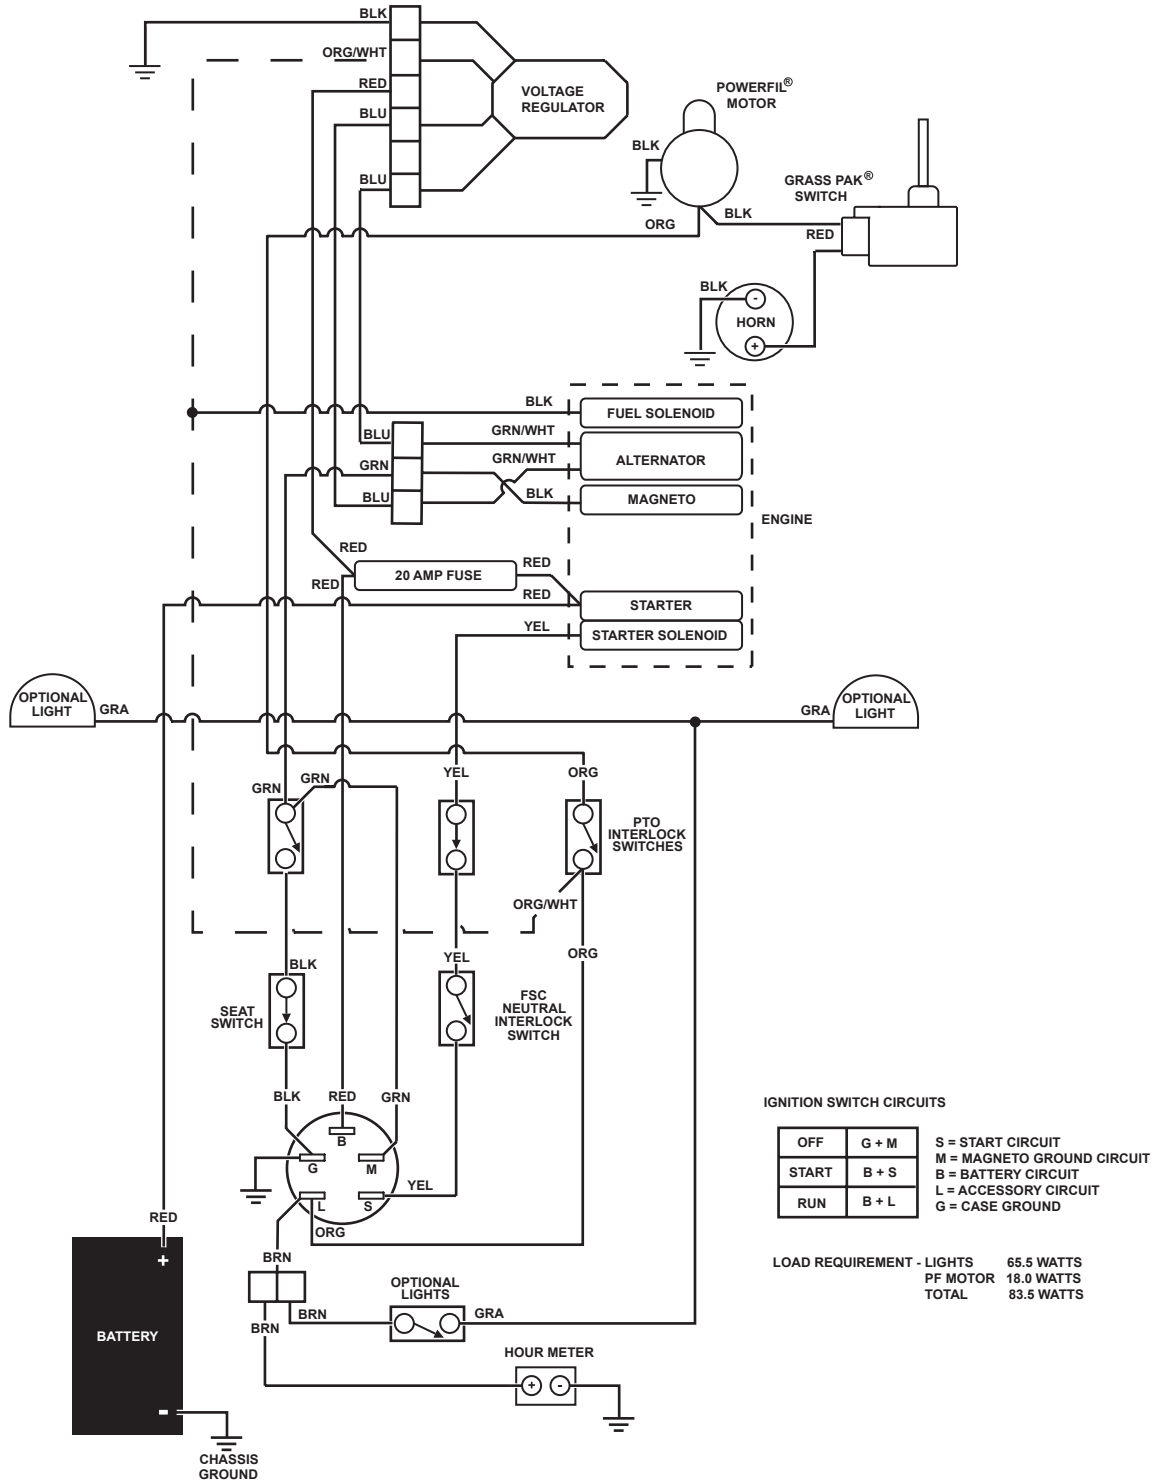 BLK
ORG/WHT
RED
BLU
BLU
VOLTAGE
REGULATOR
POWERFIL®
MOTOR
BLK
GRASS PAK®
SWITCH
ORG
BLK
RED
BLK
-
HORN
+
BLK
FUEL SOLENOID
BLU
GRN/WHT
GRN
GRN/WHT
ALTERNATOR
BLU
BLK
MAGNETO
ENGINE
RED
RED
20 AMP FUSE
RED
RED
STARTER
YEL
STARTER SOLENOID
OPTIONAL
LIGHT
GRA
GRA
OPTIONAL
LIGHT
GRN
GRN
YEL
ORG
PTO
INTERLOCK
SWITCHES
ORG/WHT
BLK
YEL
ORG
SEAT
SWITCH
FSC
NEUTRAL
INTERLOCK
SWITCH
BLK
RED
GRN
B
G
M
L
S
YEL
ORG
RED
BRN
+
BATTERY
-
CHASSIS
GROUND
BRN
BRN
OPTIONAL
LIGHTS
GRA
HOUR METER
+ -
IGNITION SWITCH CIRCUITS
OFF G + M
START B + S
RUN B + L
S = START CIRCUIT
M = MAGNETO GROUND CIRCUIT
B = BATTERY CIRCUIT
L = ACCESSORY CIRCUIT
G = CASE GROUND
LOAD REQUIREMENT - LIGHTS 65.5 WATTS
PF MOTOR 18.0 WATTS
TOTAL 83.5 WATTS